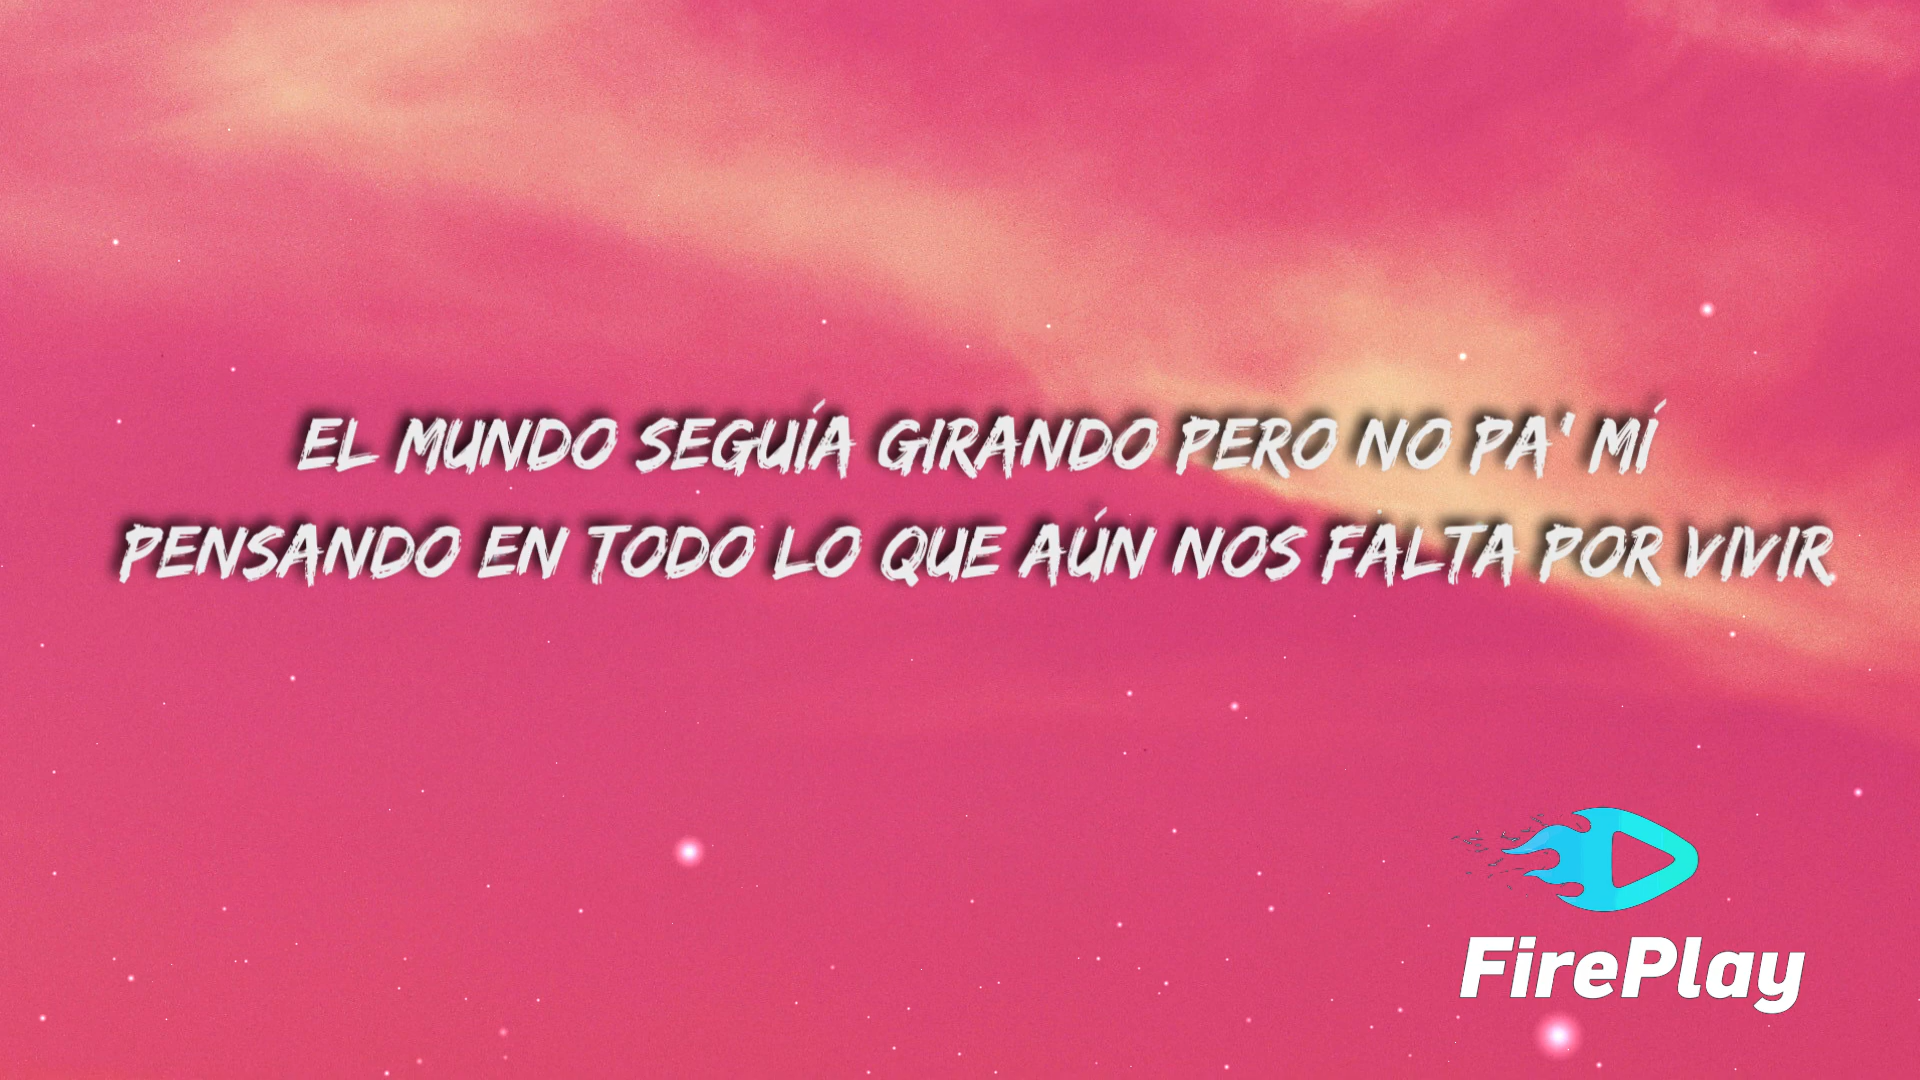 EL MUNDO SEGUÍA GIRANDO PERO NO PA' MÍ
PENSANDO EN TODO LO QUE AÚN NOS FALTA POR VIVIR
FirePlay